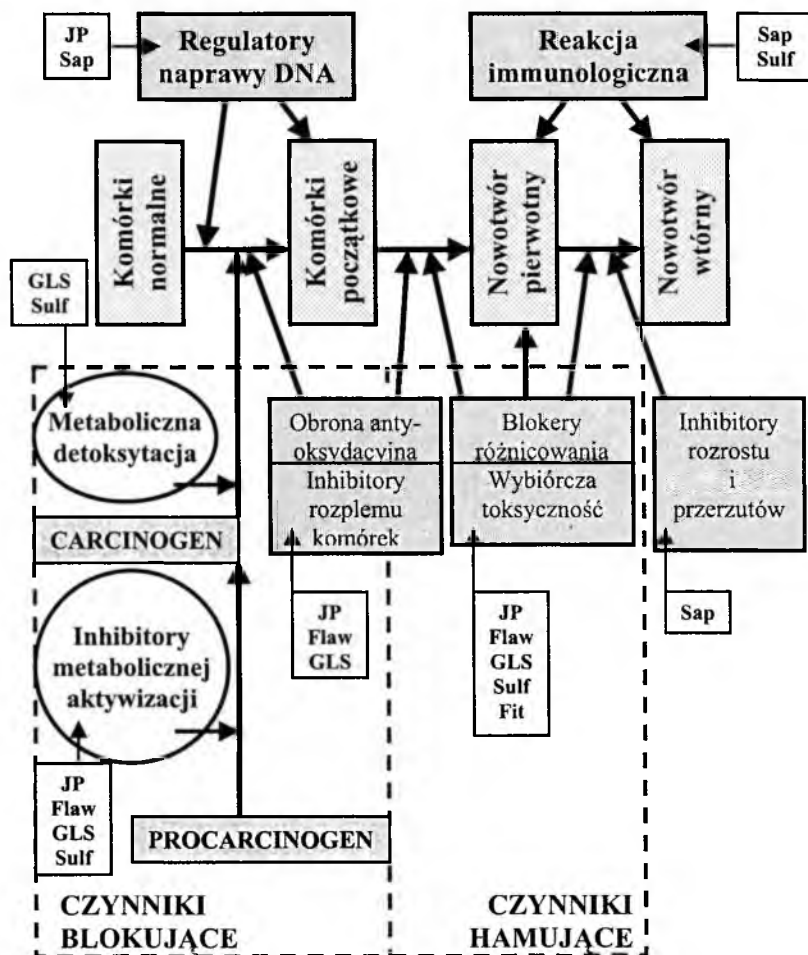 JP
Sap
Regulatory
naprawy DNA
Reakcja
immunologiczna
Sap
Sulf
Komórki
normalne
Komórki
początkowe
Nowotwór
pierwotny
Nowotwór
wtórny
GLS
Sulf
Metaboliczna
detoksytacja
Obrona anty-
oksydacyjna
Inhibitory
rozplemu
komórek
Blokery
różnicowania
Wybiórcza
toksyczność
Inhibitory
rozrostu
i
przerzutów
CARCINOGEN
Inhibitory
metabolicznej
aktywizacji
JP
Flaw
GLS
JP
Flaw
GLS
Sulf
Fit
Sap
JP
Flaw
GLS
Sulf
PROCARCINOGEN
CZYNNIKI
BLOKUJĄCE
CZYNNIKI
HAMUJĄCE